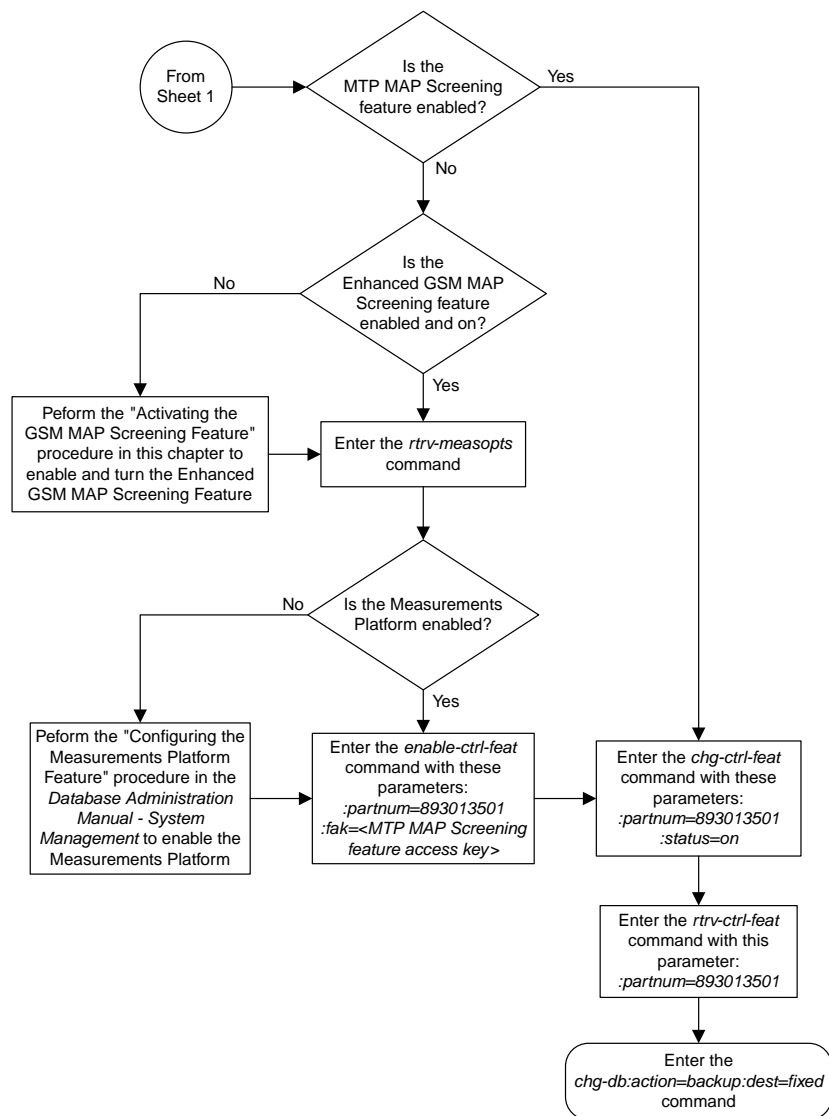 From
Sheet 1
Is the
MTP MAP Screening
feature enabled?
Yes
No
Is the
Enhanced GSM MAP
Screening feature
enabled and on?
No
Yes
Peform the "Activating the
GSM MAP Screening Feature"
procedure in this chapter to
enable and turn the Enhanced
GSM MAP Screening Feature
Enter the rtrv-measopts
command
Is the Measurements
Platform enabled?
No
Yes
Peform the "Configuring the
Measurements Platform
Feature" procedure in the
Database Administration
Manual - System
Management to enable the
Measurements Platform
Enter the enable-ctrl-feat
command with these
parameters:
:partnum=893013501
:fak=<MTP MAP Screening
feature access key>
Enter the chg-ctrl-feat
command with these
parameters:
:partnum=893013501
:status=on
Enter the rtrv-ctrl-feat
command with this
parameter:
:partnum=893013501
Enter the
chg-db:action=backup:dest=fixed
command